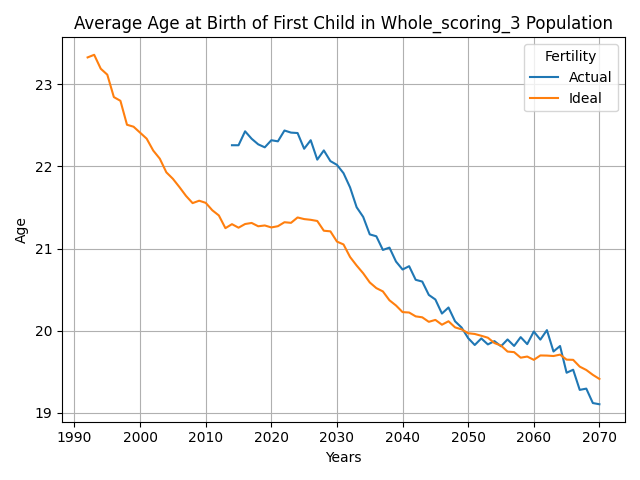 Average Age at Birth of First Child in Whole_scoring_3 Population
Fertility
Actual
Ideal
Age
23
22
21
20
19
1990 2000 2010 2020 2030 2040 2050 2060 2070
Years